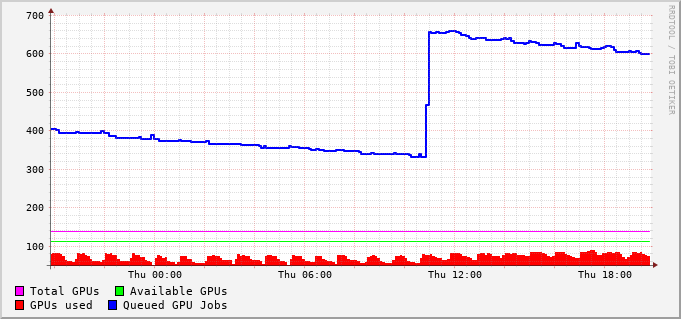 700
600
500
400
300
200
100
Thu 00:00 Thu 06:00 Thu 12:00 Thu 18:00
Total GPUs Available GPUs
GPUs used Queued GPU Jobs
RRDTOOL / TOBI OETIKER